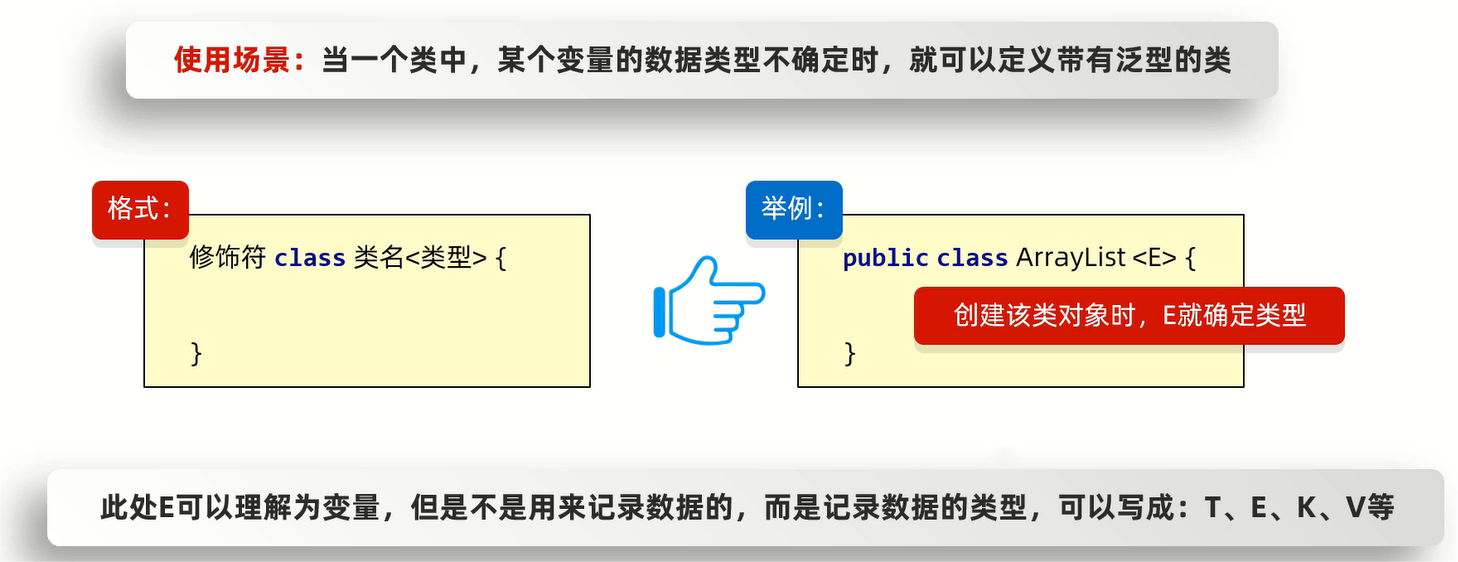 使用场景：当一个类中，某个变量的数据类型不确定时，就可以定义带有泛型的类
格式：
修饰符 class 类名<类型> {
}
举例：
public class ArrayList <E> {
创建该类对象时，E就确定类型
}
此处E可以理解为变量，但是不是用来记录数据的，而是记录数据的类型，可以写成：T、E、K、V等